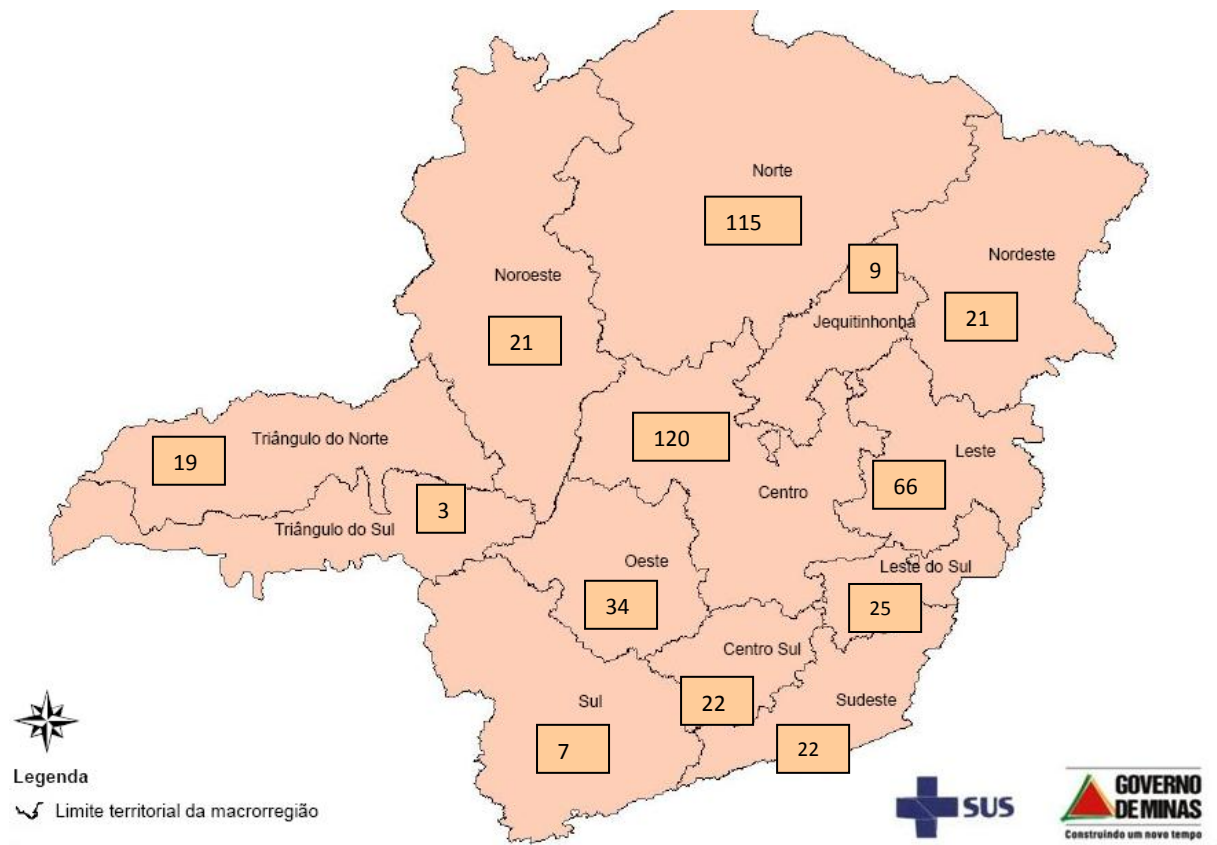 Norte
115
9
Nordeste
Noroeste
Jequitinhonha
21
21
Triângulo do Norte
120
19
Leste
66
Centro
3
Triângulo do Sul
Oeste
Leste do Sul
34
25
Centro Sul
Sul
22
Sudeste
7
22
Legenda
Limite territorial da macrorregião
SUS
GOVERNO
DE MINAS
Construindo um novo tempo